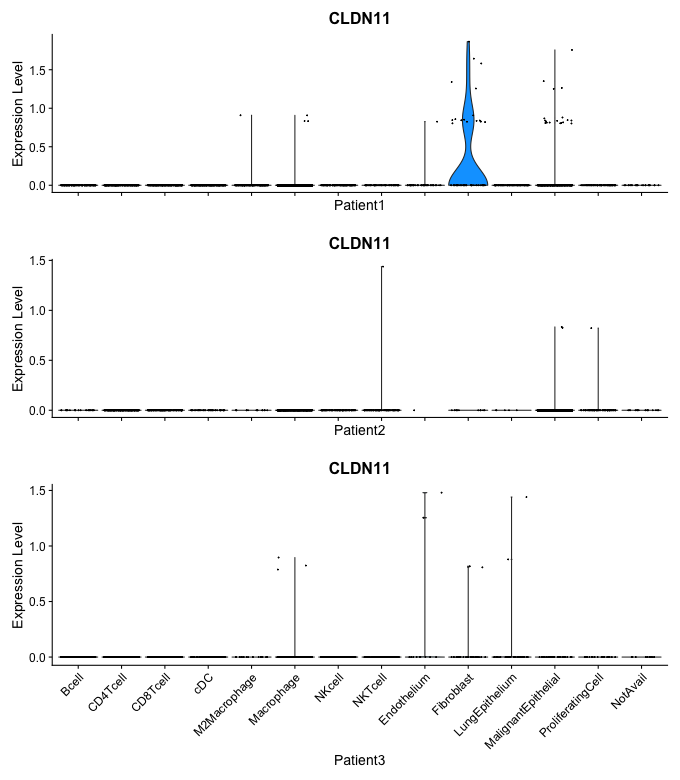 CLDN11
Expression Level
1.5
1.0
0.5
0.0
Patient1
CLDN11
Expression Level
1.5
1.0
0.5
0.0
Patient2
CLDN11
Expression Level
1.5
1.0
0.5
0.0
Bcell
CD4Tcell
CD8Tcell
cDC
M2Macrophage
Macrophage
NKcell
NKTcell
Endothelium
Fibroblast
LungEpithelium
MalignantEpithelial
ProliferatingCell
NotAvail
Patient3